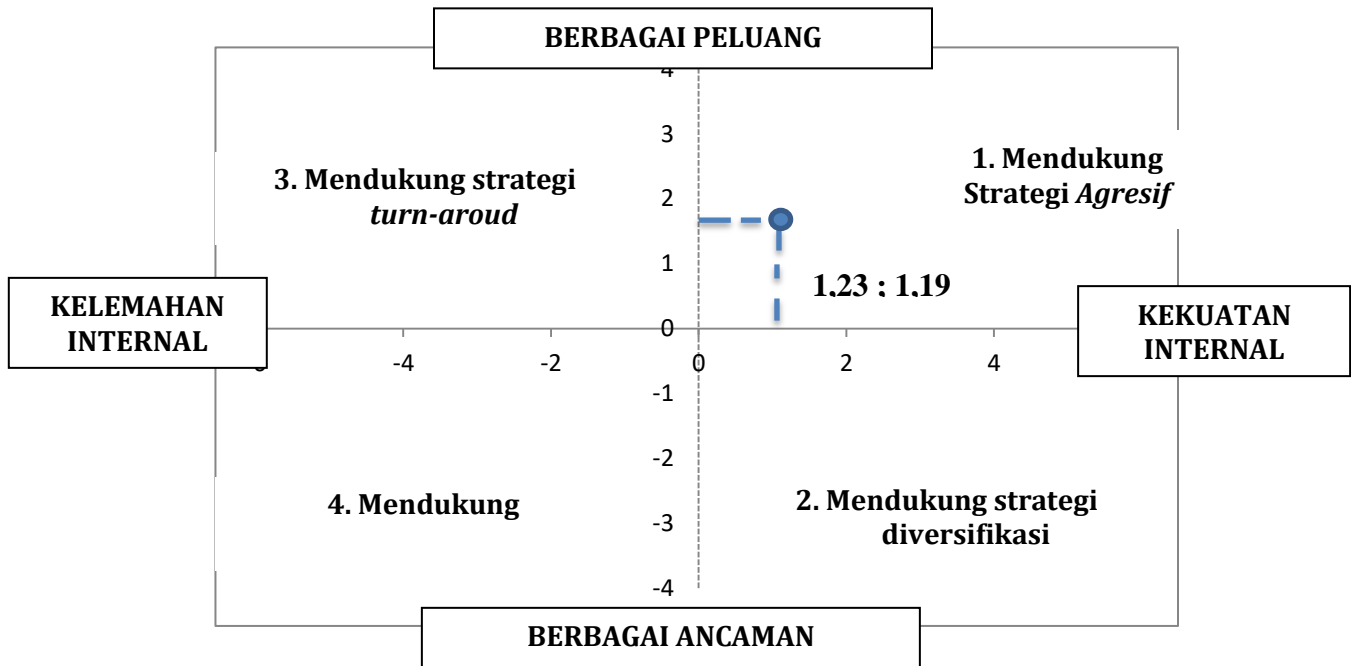 BERBAGAI PELUANG
4
3
3. Mendukung strategi
turn-aroud
1. Mendukung
Strategi Agresif
2
1
1,23 ; 1,19
KELEMAHAN
INTERNAL
0
KEKUATAN
INTERNAL
-4
-2
0
2
4
-1
-2
4. Mendukung
2. Mendukung strategi
diversifikasi
-3
-4
BERBAGAI ANCAMAN